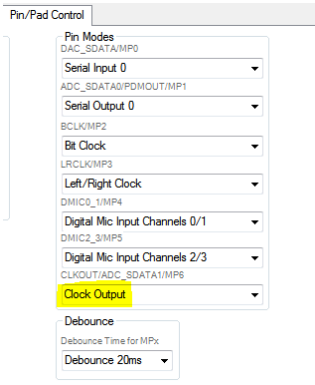 Pin/Pad Control
Pin Modes
DAC_SDATA/MP0
Serial Input 0
ADC_SDATA0/PDMOUT/MP1
Serial Output 0
BCLK/MP2
Bit Clock
LRCLK/MP3
Left/Right Clock
DMIC0_1/MP4
Digital Mic Input Channels 0/1
DMIC2_3/MP5
Digital Mic Input Channels 2/3
CLKOUT/ADC_SDATA1/MP6
Clock Output
Debounce
Debounce Time for MPx
Debounce 20ms